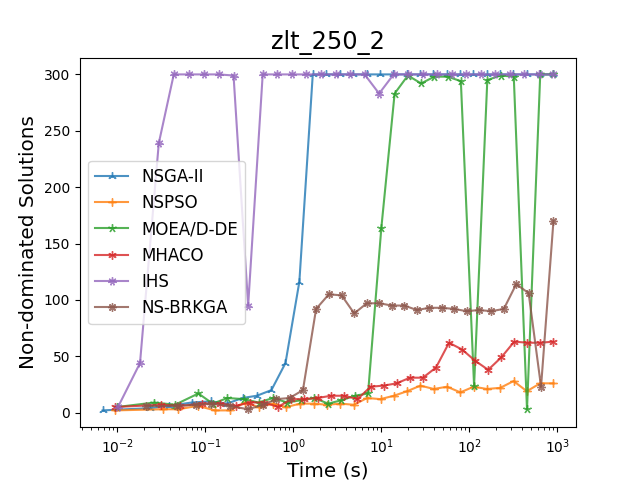 zlt_250_2
Non-dominated Solutions
300
250
200
150
100
50
0
NSGA-II
NSPSO
MOEA/D-DE
MHACO
IHS
NS-BRKGA
10⁻² 10⁻¹ 10⁰ 10¹ 10² 10³
Time (s)